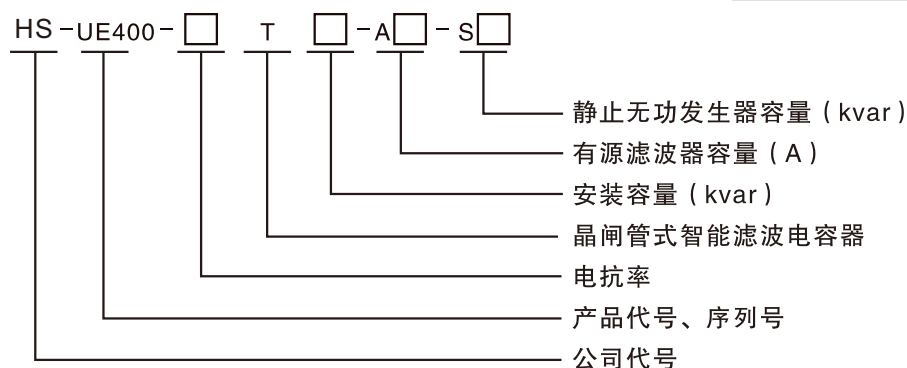 HS-UE400-□ T □-A□-S□
静止无功发生器容量(kvar)
有源滤波器容量(A)
安装容量(kvar)
晶闸管式智能滤波电容器
电抗率
产品代号、序列号
公司代号